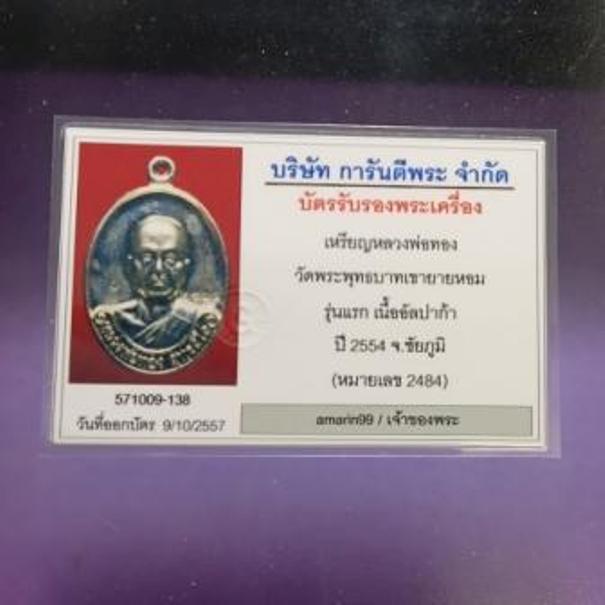 บริษัท การันตีพระ จำกัด
บัตรรับรองพระเครื่อง
เหรียญหลวงพ่อทอง
วัดพระพุทธบาทเขายายหอม
รุ่นแรก เนื้ออัลปาก้า
ปี 2554 จ.ชัยภูมิ
(หมายเลข 2484)
571009-138
วันที่ออกบัตร 9/10/2557
amarin99 / เจ้าของพระ